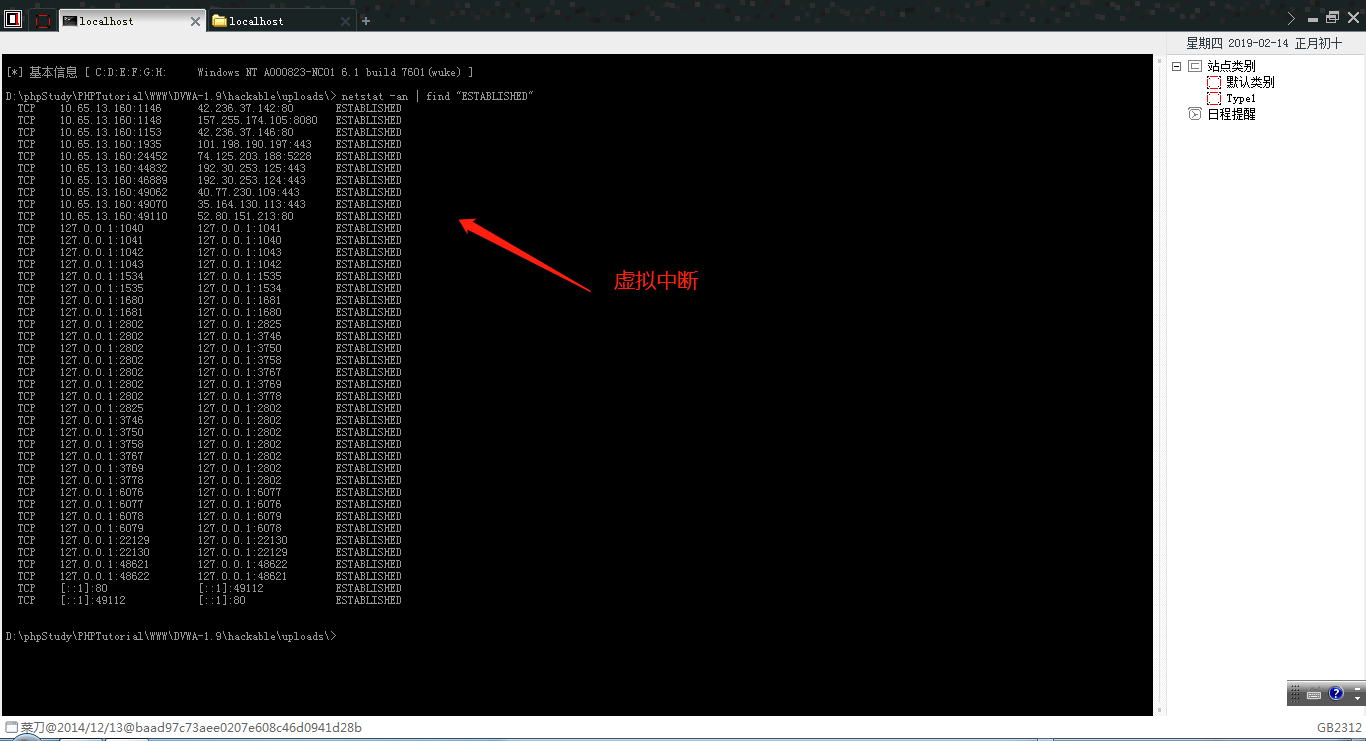 localhost
localhost
星期四 2019-02-14 正月初十
[*] 基本信息 [ C:D:E:F:G:H: Windows NT A000823-NC01 6.1 build 7601(wuke) ]
D:\phpStudy\PHPTutorial\WWW\DVWA-1.9\hackable\uploads\> netstat -an | find "ESTABLISHED"
TCP 10.65.13.160:1146 42.236.37.142:80 ESTABLISHED
TCP 10.65.13.160:1148 157.255.174.105:8080 ESTABLISHED
TCP 10.65.13.160:1153 42.236.37.146:80 ESTABLISHED
TCP 10.65.13.160:1935 101.198.190.197:443 ESTABLISHED
TCP 10.65.13.160:24452 74.125.203.188:5228 ESTABLISHED
TCP 10.65.13.160:44832 192.30.253.125:443 ESTABLISHED
TCP 10.65.13.160:46889 192.30.253.124:443 ESTABLISHED
TCP 10.65.13.160:49062 40.77.230.109:443 ESTABLISHED
TCP 10.65.13.160:49070 35.164.130.113:443 ESTABLISHED
TCP 10.65.13.160:49110 52.80.151.213:80 ESTABLISHED
TCP 127.0.0.1:1040 127.0.0.1:1041 ESTABLISHED
TCP 127.0.0.1:1041 127.0.0.1:1040 ESTABLISHED
TCP 127.0.0.1:1042 127.0.0.1:1043 ESTABLISHED
TCP 127.0.0.1:1043 127.0.0.1:1042 ESTABLISHED
TCP 127.0.0.1:1534 127.0.0.1:1535 ESTABLISHED
TCP 127.0.0.1:1535 127.0.0.1:1534 ESTABLISHED
TCP 127.0.0.1:1680 127.0.0.1:1681 ESTABLISHED
TCP 127.0.0.1:1681 127.0.0.1:1680 ESTABLISHED
TCP 127.0.0.1:2802 127.0.0.1:2825 ESTABLISHED
TCP 127.0.0.1:2802 127.0.0.1:3746 ESTABLISHED
TCP 127.0.0.1:2802 127.0.0.1:3750 ESTABLISHED
TCP 127.0.0.1:2802 127.0.0.1:3758 ESTABLISHED
TCP 127.0.0.1:2802 127.0.0.1:3767 ESTABLISHED
TCP 127.0.0.1:2802 127.0.0.1:3769 ESTABLISHED
TCP 127.0.0.1:2802 127.0.0.1:3778 ESTABLISHED
TCP 127.0.0.1:2825 127.0.0.1:2802 ESTABLISHED
TCP 127.0.0.1:3746 127.0.0.1:2802 ESTABLISHED
TCP 127.0.0.1:3750 127.0.0.1:2802 ESTABLISHED
TCP 127.0.0.1:3758 127.0.0.1:2802 ESTABLISHED
TCP 127.0.0.1:3767 127.0.0.1:2802 ESTABLISHED
TCP 127.0.0.1:3769 127.0.0.1:2802 ESTABLISHED
TCP 127.0.0.1:3778 127.0.0.1:2802 ESTABLISHED
TCP 127.0.0.1:6076 127.0.0.1:6077 ESTABLISHED
TCP 127.0.0.1:6077 127.0.0.1:6076 ESTABLISHED
TCP 127.0.0.1:6078 127.0.0.1:6079 ESTABLISHED
TCP 127.0.0.1:6079 127.0.0.1:6078 ESTABLISHED
TCP 127.0.0.1:22129 127.0.0.1:22130 ESTABLISHED
TCP 127.0.0.1:22130 127.0.0.1:22129 ESTABLISHED
TCP 127.0.0.1:48621 127.0.0.1:48622 ESTABLISHED
TCP 127.0.0.1:48622 127.0.0.1:48621 ESTABLISHED
TCP [::1]:80 [::1]:49112 ESTABLISHED
TCP [::1]:49112 [::1]:80 ESTABLISHED
D:\phpStudy\PHPTutorial\WWW\DVWA-1.9\hackable\uploads\>
虚拟中断
站点类别
默认类别
Type1
日程提醒
菜刀@2014/12/13@baad97c73aee0207e608c46d0941d28b
GB2312